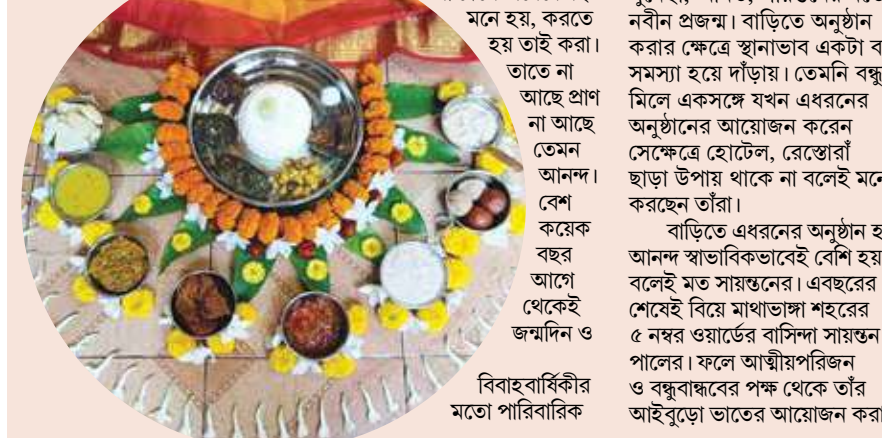 মনে হয়, করতে
হয় তাই করা।
তাতে না
আছে প্রাণ
না আছে
তেমন
আনন্দ।
বেশ
কয়েক
বছর
আগে
থেকেই
জন্মদিন ও
বিবাহবার্ষিকীর
মতো পারিবারিক
নবীন প্রজন্ম। বাড়িতে অনুষ্ঠান
করার ক্ষেত্রে স্থানাভাব একটা
সমস্যা হয়ে দাঁড়ায়। তেমনি
মিলে একসঙ্গে যখন এধরনের
অনুষ্ঠানের আয়োজন করেন
সেক্ষেত্রে হোটেল, রেস্তোরাঁ
ছাড়া উপায় থাকে না বলেই
করছেন তাঁরা।
বাড়িতে এধরনের অনুষ্ঠান
আনন্দ স্বাভাবিকভাবেই বেশি হয়
বলেই মত সায়ন্তনের। এবছরের
শেষেই বিয়ে মাথাভাঙ্গা শহরের
৫ নম্বর ওয়ার্ডের বাসিন্দা সায়ন্তন
পালের। ফলে আত্মীয়পরিজন
ও বন্ধুবান্ধবের পক্ষ থেকে তাঁর
আইবুড়ো ভাতের আয়োজন করা